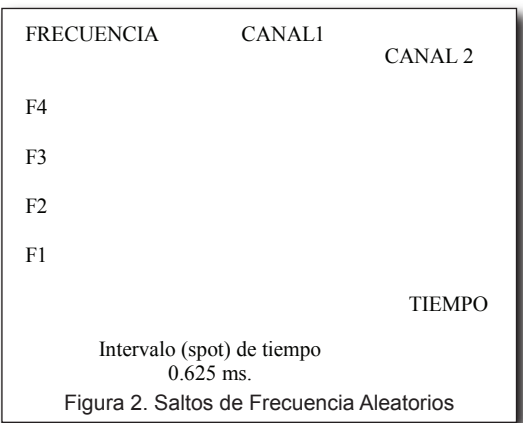 FRECUENCIA CANAL1
CANAL 2
F4
F3
F2
F1
TIEMPO
Intervalo (spot) de tiempo
0.625 ms.
Figura 2. Saltos de Frecuencia Aleatorios